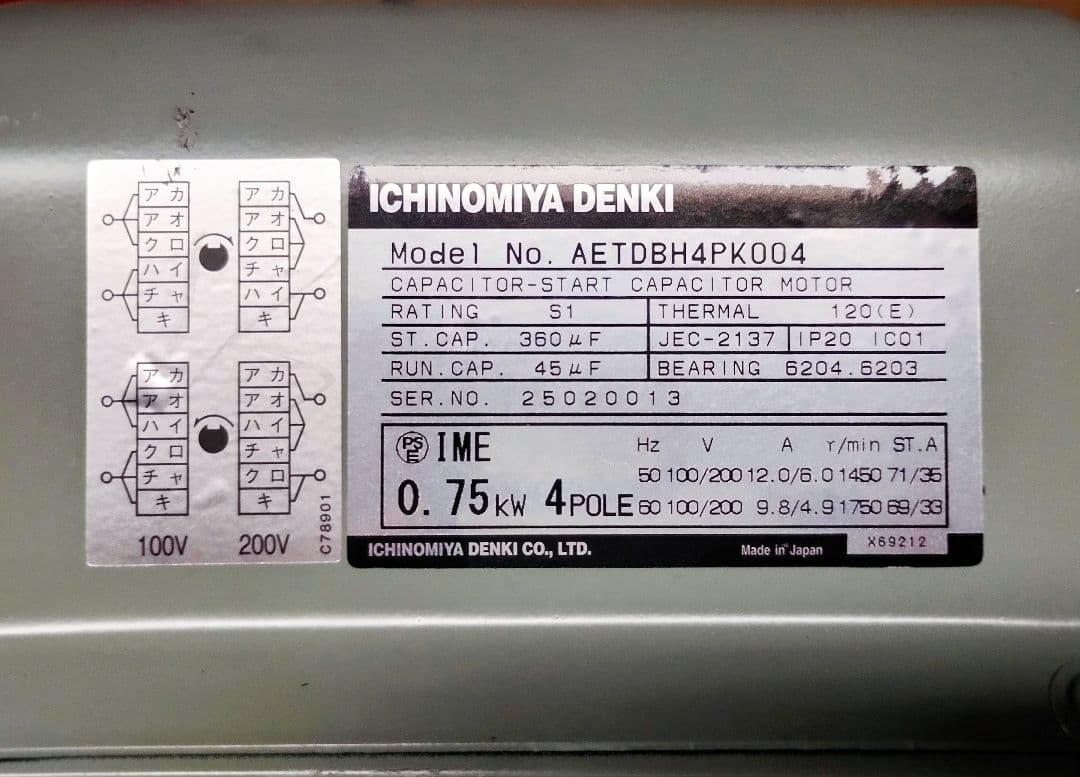 アカ
アオ
クロ
ハイ
チャ
キ
アカ
アオ
クロ
チャ
ハイ
キ
アカ
アオ
ハイ
クロ
チャ
キ
アカ
アオ
ハイ
チャ
クロ
キ
100V 200V
C78901
ICHINOMIYA DENKI
Model No. AETDBH4PK004
CAPACITOR-START CAPACITOR MOTOR
RATING S1 THERMAL 120(E)
ST.CAP. 360μF JEC-2137 IP20 IC01
RUN.CAP. 45μF BEARING 6204.6203
SER.NO. 25020013
PSE IME Hz V A r/min ST.A
50 100/200 12.0/6.0 1450 71/35
0.75kW 4POLE 60 100/200 9.8/4.9 1750 69/33
ICHINOMIYA DENKI CO., LTD. Made in Japan X69212